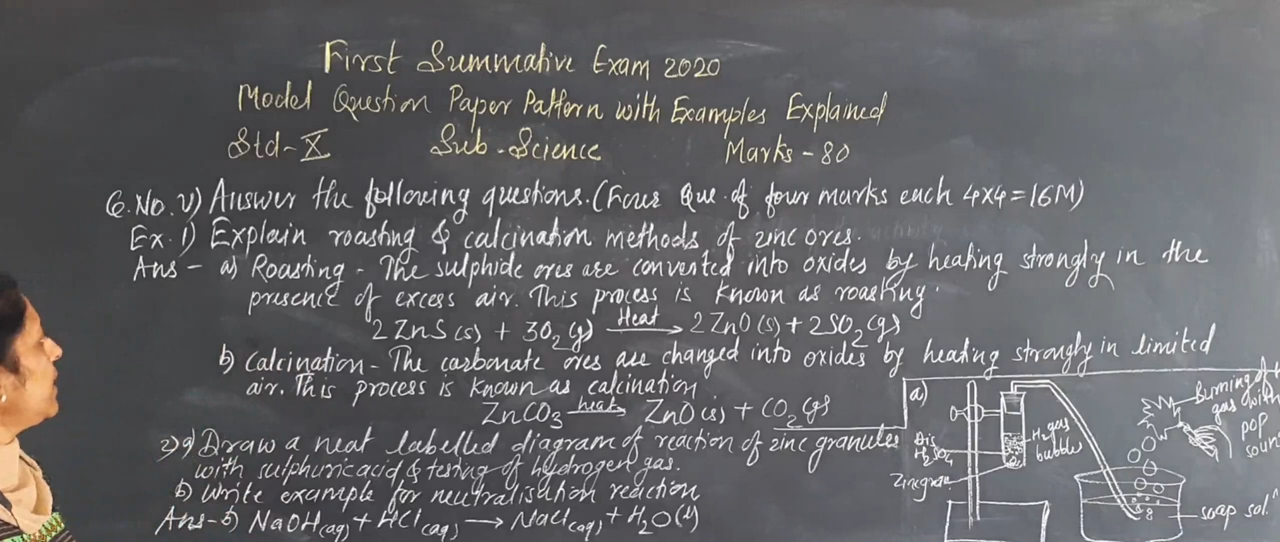 First Summative Exam 2020
Model Question Paper Pattern with Examples Explained
Std-X Sub-Science Marks-80
Q.No.V) Answer the following questions. (Four Que. of four marks each 4x4=16M)
Ex.1) Explain roasting & calcination methods of zinc ores.
Ans - a) Roasting - The sulphide ores are converted into oxides by heating strongly in the
presence of excess air. This process is known as roasting.
2ZnS(s) + 3O₂(g) Heat→ 2ZnO(s) + 2SO₂(g)
b) Calcination - The carbonate ores are changed into oxides by heating strongly in limited
air. This process is known as calcination
ZnCO₃ heat→ ZnO(s) + CO₂(g)
2) a) Draw a neat labelled diagram of reaction of zinc granules
with sulphuric acid & testing of hydrogen gas.
b) Write example for neutralisation reaction
Ans-b) NaOH(aq) + HCl(aq) → NaCl(aq) + H₂O(l)
a)
Burning of
gas with
pop
soun
H₂ gas
bubbles
Dis
H₂SO₄
Zinc gran
soap sol.ⁿ